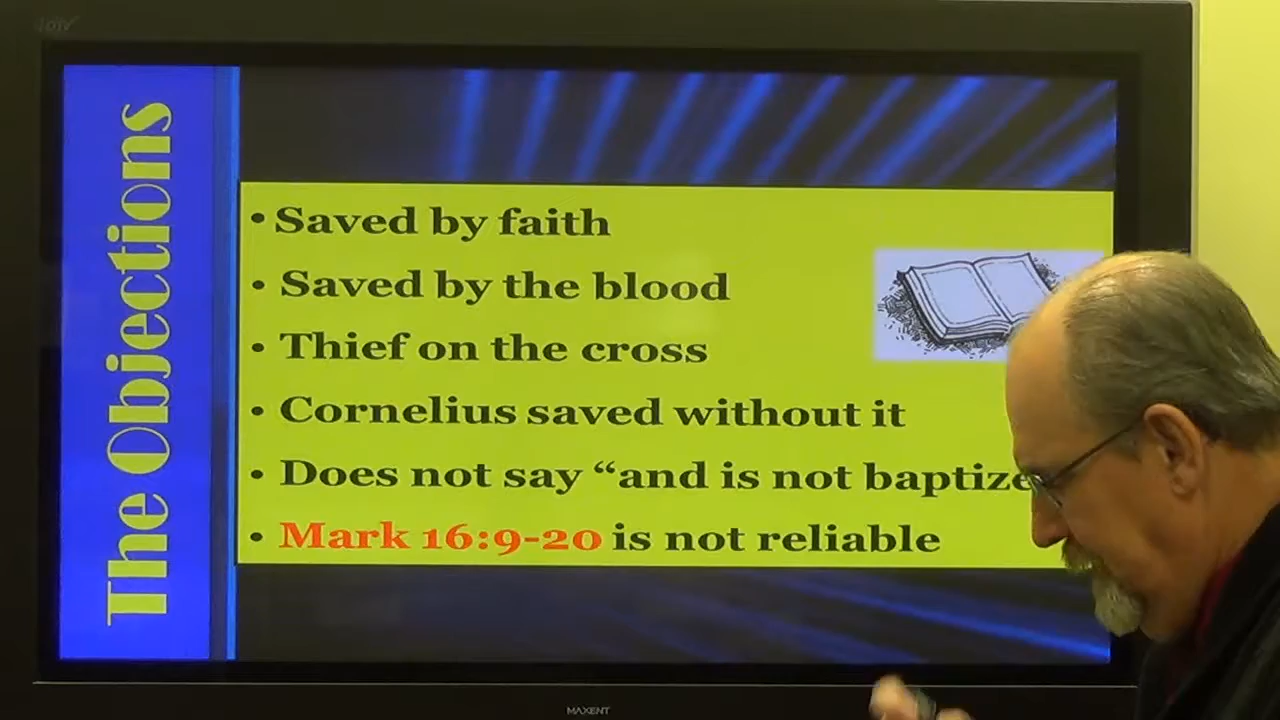 The Objections
• Saved by faith
• Saved by the blood
• Thief on the cross
• Cornelius saved without it
• Does not say “and is not baptize
• Mark 16:9-20 is not reliable
MAXENT